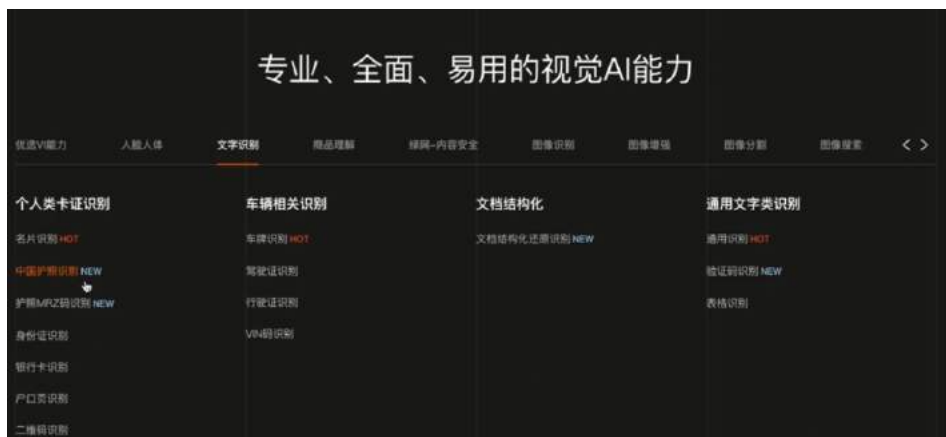 专业、全面、易用的视觉AI能力
优选VI能力 人脸人体 文字识别 商品理解 绿网-内容安全 图像识别 图像增强 图像分割 图像搜索 < >
个人类卡证识别 车辆相关识别 文档结构化 通用文字类识别
名片识别 HOT 车牌识别 HOT 文档结构化还原识别 NEW 通用识别 HOT
中国护照识别 NEW 驾驶证识别 验证码识别 NEW
护照MRZ码识别 NEW 行驶证识别 表格识别
身份证识别 VIN码识别
银行卡识别
户口页识别
二维码识别